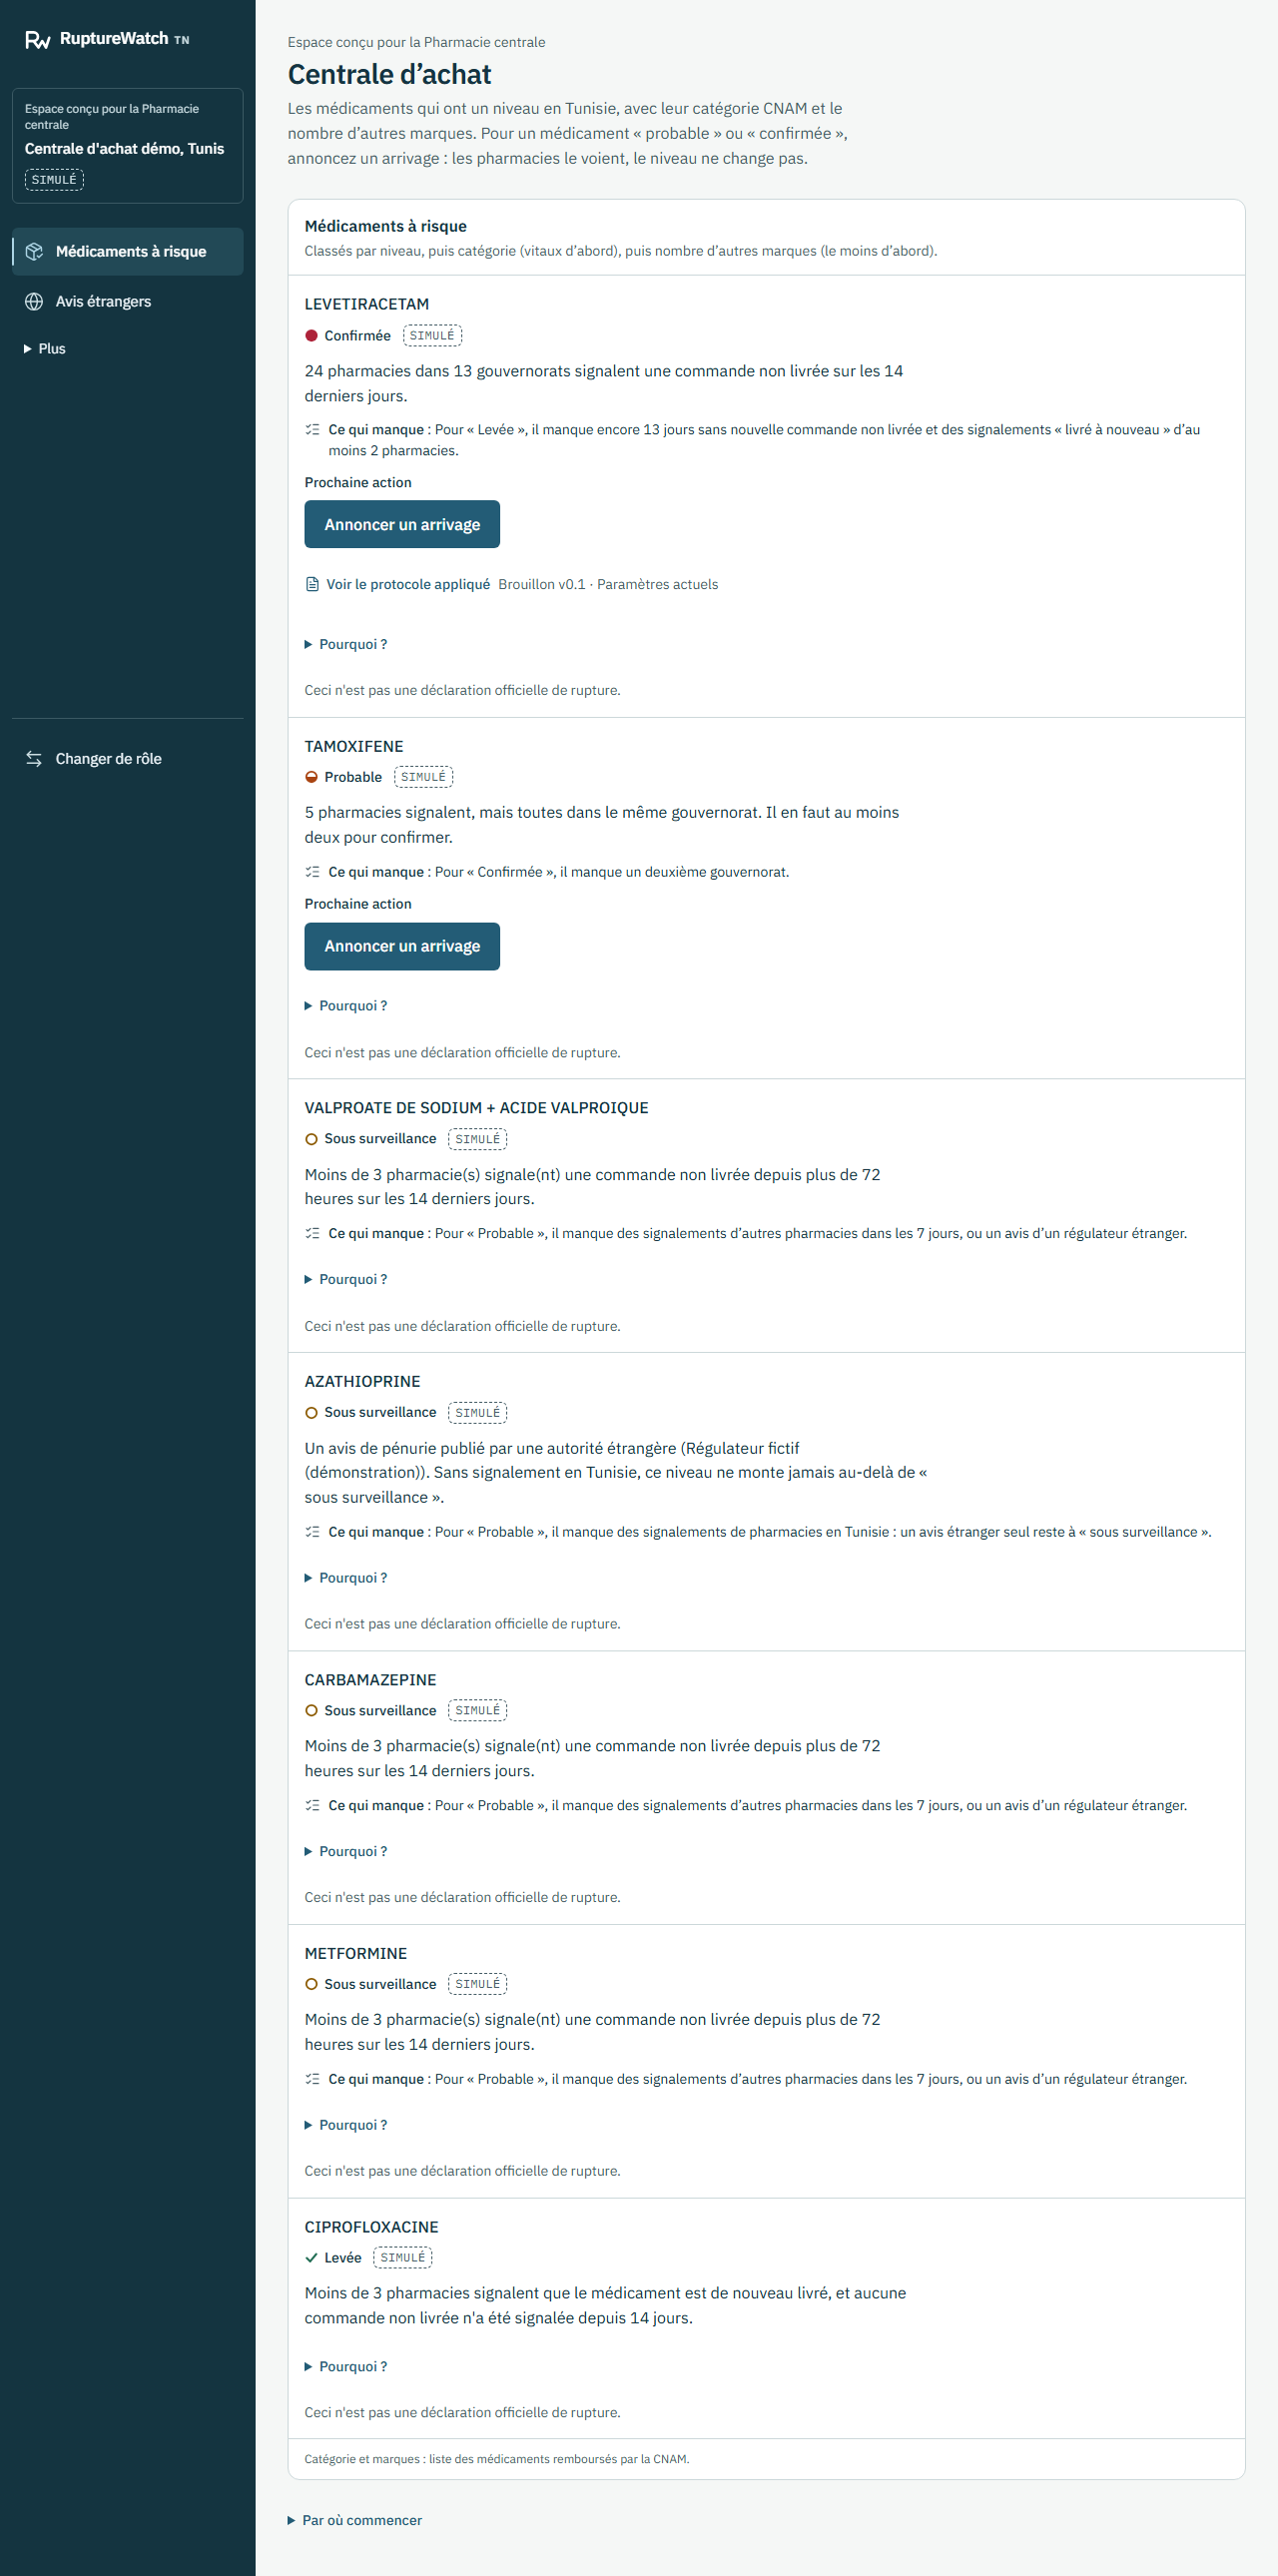 RuptureWatch TN
Espace conçu pour la Pharmacie
centrale
Centrale d'achat démo, Tunis
SIMULÉ
Médicaments à risque
Avis étrangers
Plus
Changer de rôle
Espace conçu pour la Pharmacie centrale
Centrale d’achat
Les médicaments qui ont un niveau en Tunisie, avec leur catégorie CNAM et le
nombre d’autres marques. Pour un médicament « probable » ou « confirmée »,
annoncez un arrivage : les pharmacies le voient, le niveau ne change pas.
Médicaments à risque
Classés par niveau, puis catégorie (vitaux d’abord), puis nombre d’autres marques (le moins d’abord).
LEVETIRACETAM
Confirmée SIMULÉ
24 pharmacies dans 13 gouvernorats signalent une commande non livrée sur les 14
derniers jours.
Ce qui manque : Pour « Levée », il manque encore 13 jours sans nouvelle commande non livrée et des signalements « livré à nouveau » d’au
moins 2 pharmacies.
Prochaine action
Annoncer un arrivage
Voir le protocole appliqué Brouillon v0.1 · Paramètres actuels
Pourquoi ?
Ceci n'est pas une déclaration officielle de rupture.
TAMOXIFENE
Probable SIMULÉ
5 pharmacies signalent, mais toutes dans le même gouvernorat. Il en faut au moins
deux pour confirmer.
Ce qui manque : Pour « Confirmée », il manque un deuxième gouvernorat.
Prochaine action
Annoncer un arrivage
Pourquoi ?
Ceci n'est pas une déclaration officielle de rupture.
VALPROATE DE SODIUM + ACIDE VALPROIQUE
Sous surveillance SIMULÉ
Moins de 3 pharmacie(s) signale(nt) une commande non livrée depuis plus de 72
heures sur les 14 derniers jours.
Ce qui manque : Pour « Probable », il manque des signalements d’autres pharmacies dans les 7 jours, ou un avis d’un régulateur étranger.
Pourquoi ?
Ceci n'est pas une déclaration officielle de rupture.
AZATHIOPRINE
Sous surveillance SIMULÉ
Un avis de pénurie publié par une autorité étrangère (Régulateur fictif
(démonstration)). Sans signalement en Tunisie, ce niveau ne monte jamais au-delà de «
sous surveillance ».
Ce qui manque : Pour « Probable », il manque des signalements de pharmacies en Tunisie : un avis étranger seul reste à « sous surveillance ».
Pourquoi ?
Ceci n'est pas une déclaration officielle de rupture.
CARBAMAZEPINE
Sous surveillance SIMULÉ
Moins de 3 pharmacie(s) signale(nt) une commande non livrée depuis plus de 72
heures sur les 14 derniers jours.
Ce qui manque : Pour « Probable », il manque des signalements d’autres pharmacies dans les 7 jours, ou un avis d’un régulateur étranger.
Pourquoi ?
Ceci n'est pas une déclaration officielle de rupture.
METFORMINE
Sous surveillance SIMULÉ
Moins de 3 pharmacie(s) signale(nt) une commande non livrée depuis plus de 72
heures sur les 14 derniers jours.
Ce qui manque : Pour « Probable », il manque des signalements d’autres pharmacies dans les 7 jours, ou un avis d’un régulateur étranger.
Pourquoi ?
Ceci n'est pas une déclaration officielle de rupture.
CIPROFLOXACINE
Levée SIMULÉ
Moins de 3 pharmacies signalent que le médicament est de nouveau livré, et aucune
commande non livrée n'a été signalée depuis 14 jours.
Pourquoi ?
Ceci n'est pas une déclaration officielle de rupture.
Catégorie et marques : liste des médicaments remboursés par la CNAM.
Par où commencer